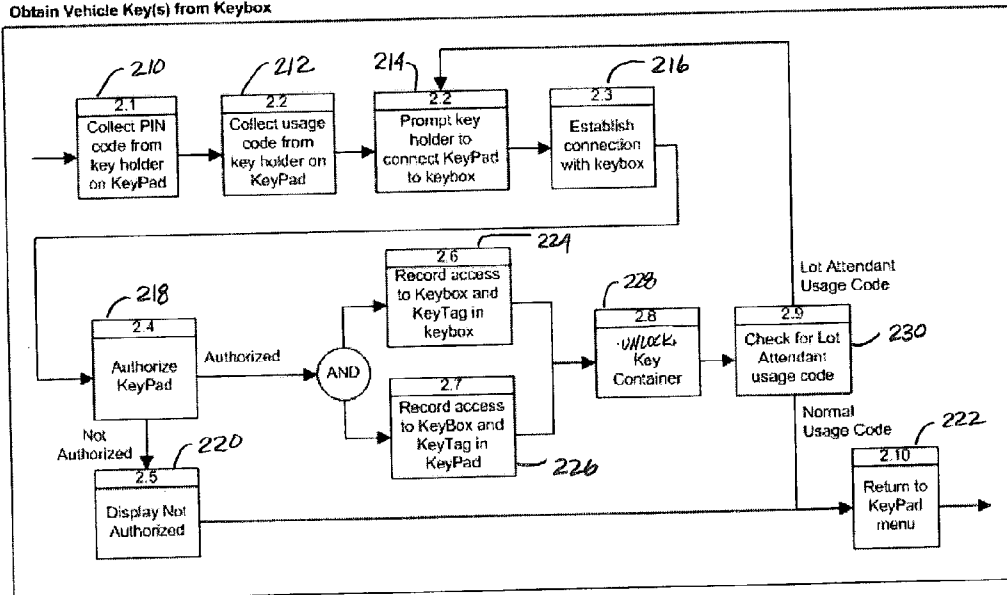 Obtain Vehicle Key(s) from Keybox
210
2.1
Collect PIN
code from
key holder
on KeyPad
212
2.2
Collect usage
code from
key holder on
KeyPad
214
2.2
Prompt key
holder to
connect KeyPad
to keybox
216
2.3
Establish
connection
with keybox
218
2.4
Authorize
KeyPad
Authorized
Not
Authorized
220
2.5
Display Not
Authorized
AND
224
2.6
Record access
to Keybox and
KeyTag in
keybox
2.7
Record access
to KeyBox and
KeyTag in
KeyPad
226
228
2.8
UNLOCK
Key
Container
Lot Attendant
Usage Code
2.9
Check for Lot
Attendant
usage code
230
Normal
Usage Code
222
2.10
Return to
KeyPad
menu